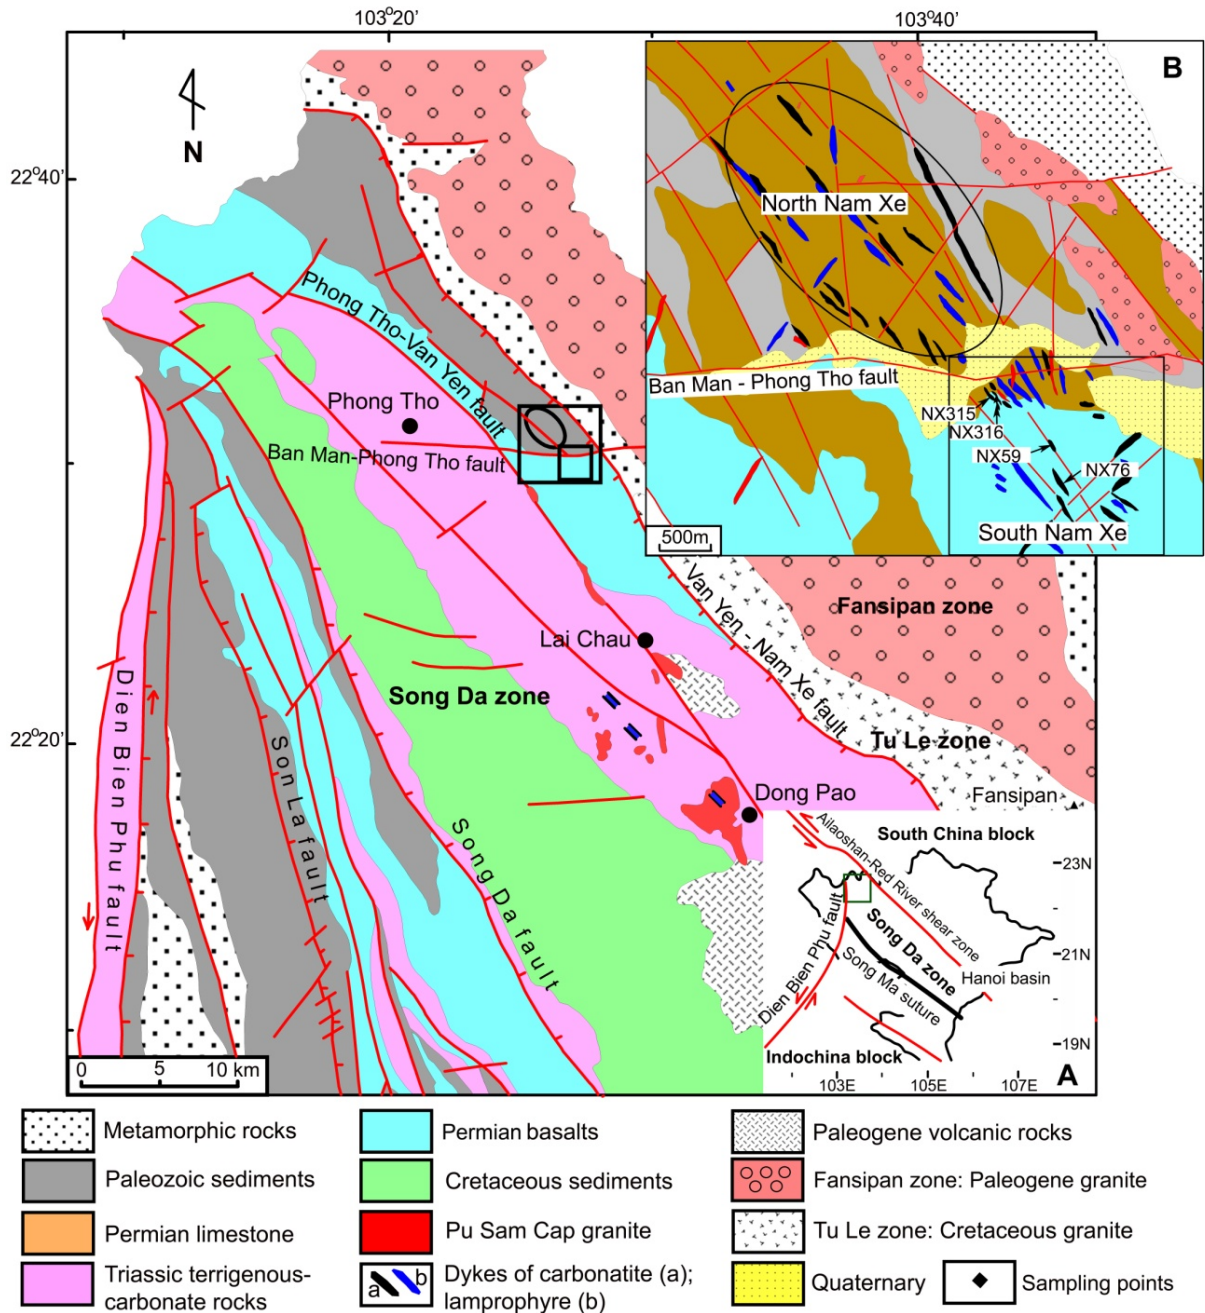 103°20'
103°40'
B
N
22°40'
North Nam Xe
Phong Tho-Van Yen fault
Ban Man - Phong Tho fault
Phong Tho
NX315
NX316
Ban Man-Phong Tho fault
NX59
NX76
South Nam Xe
500m
Van Yen - Nam Xe fault
Fansipan zone
Lai Chau
Dien Bien Phu fault
Song Da zone
Son La fault
22°20'
Tu Le zone
Dong Pao
Fansipan
Song Da fault
Ailaoshan-Red River shear zone
South China block
23N
Dien Bien Phu fault
Song Da zone
21N
Hanoi basin
Song Ma suture
Indochina block
19N
103E
105E
107E
A
0
5
10 km
Metamorphic rocks
Permian basalts
Paleogene volcanic rocks
Paleozoic sediments
Cretaceous sediments
Fansipan zone: Paleogene granite
Permian limestone
Pu Sam Cap granite
Tu Le zone: Cretaceous granite
Triassic terrigenous-
carbonate rocks
a
b
Dykes of carbonatite (a);
lamprophyre (b)
Quaternary
Sampling points